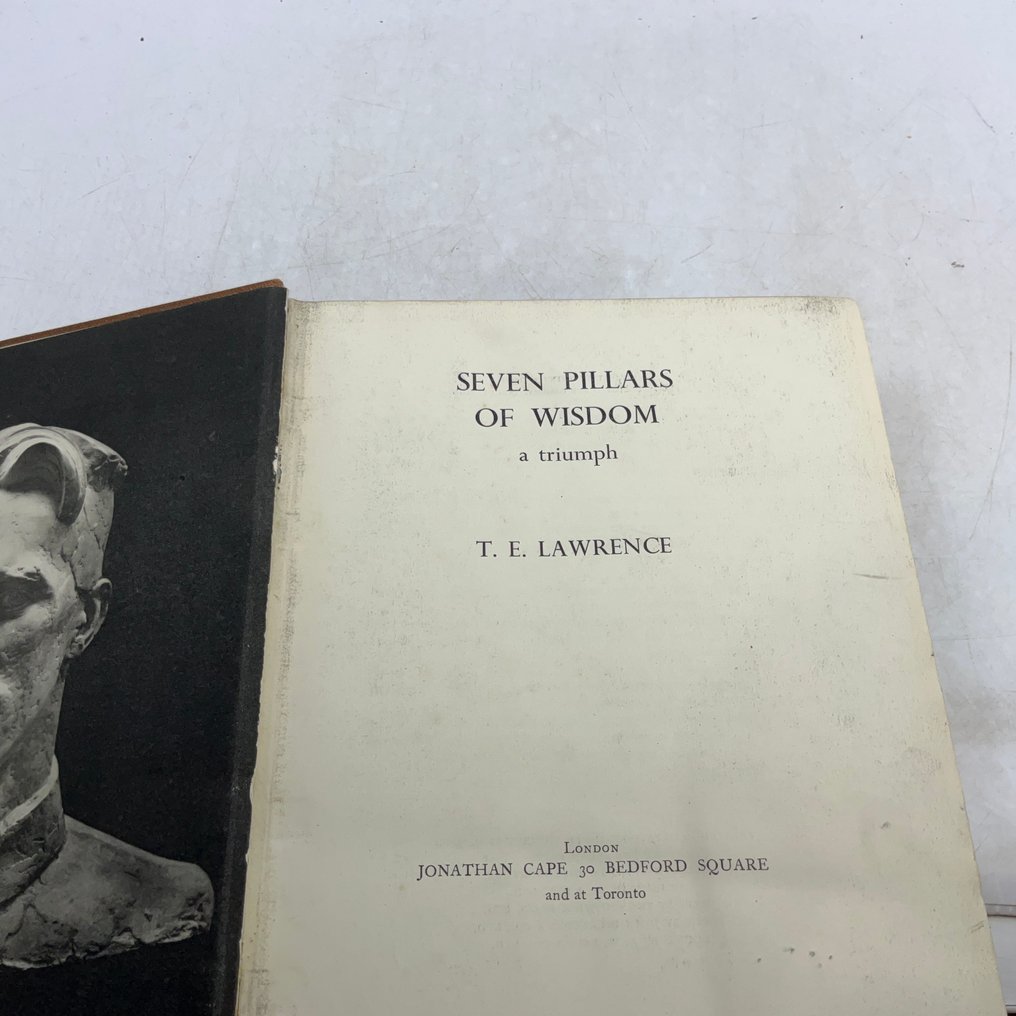 SEVEN PILLARS
OF WISDOM
a triumph
T. E. LAWRENCE
London
JONATHAN CAPE 30 BEDFORD SQUARE
and at Toronto